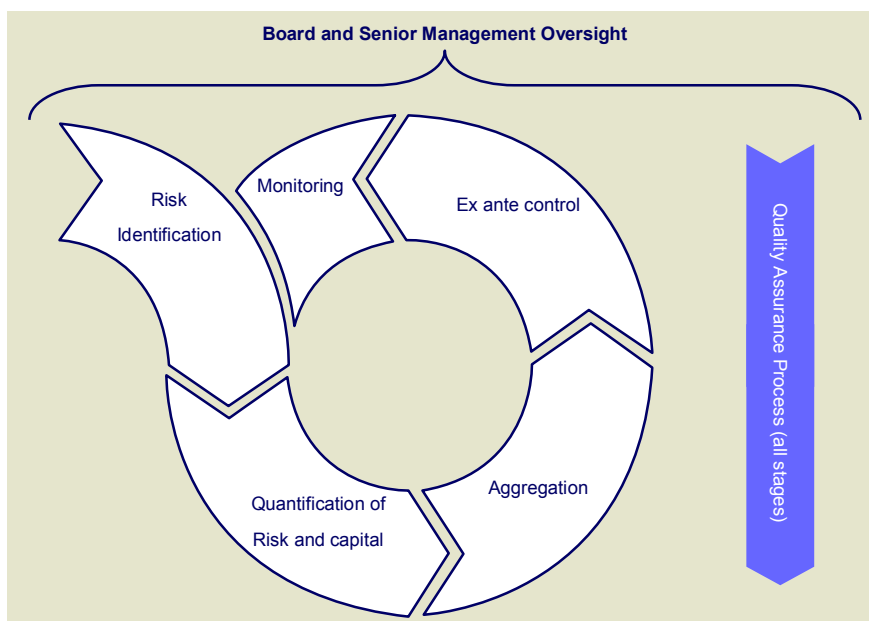 Board and Senior Management Oversight
Risk
Identification
Monitoring
Ex ante control
Quantification of
Risk and capital
Aggregation
Quality Assurance Process (all stages)